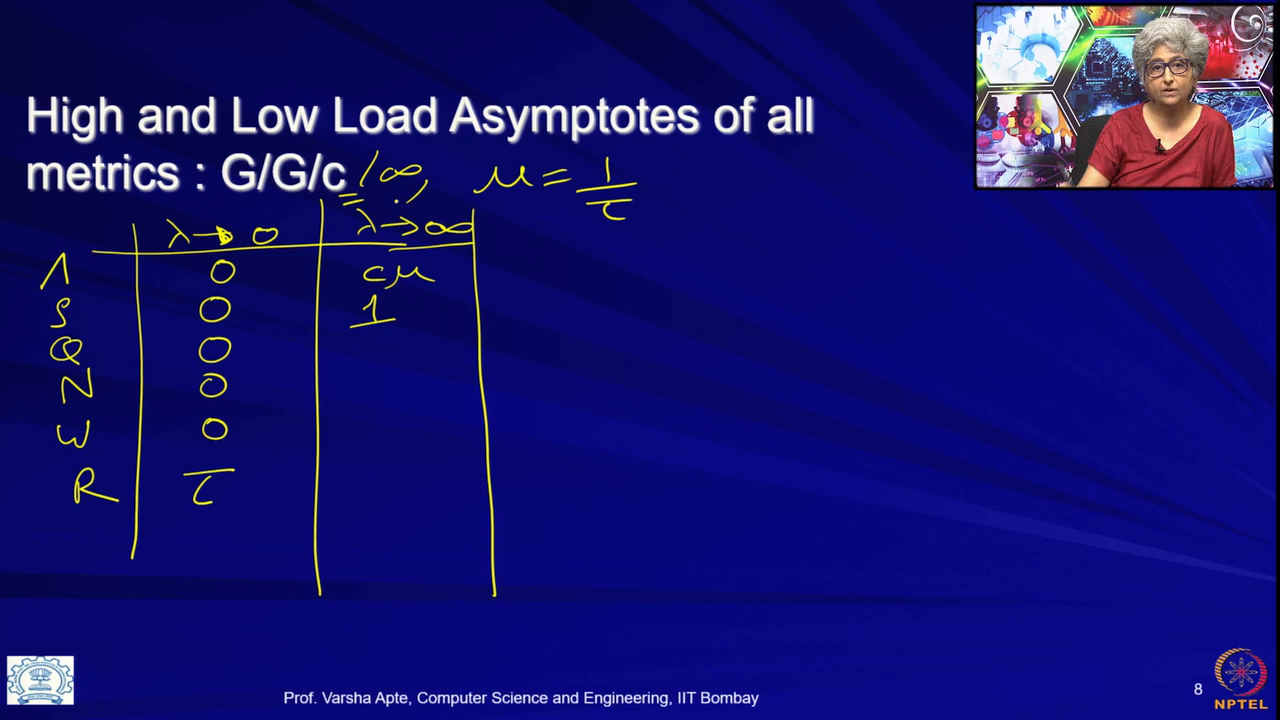 High and Low Load Asymptotes of all
metrics : G/G/c /∞, μ = 1/τ
λ → 0 λ → ∞
Λ 0 cμ
ρ 0 1
Q 0
N 0
W 0
R τ
Prof. Varsha Apte, Computer Science and Engineering, IIT Bombay
8
NPTEL